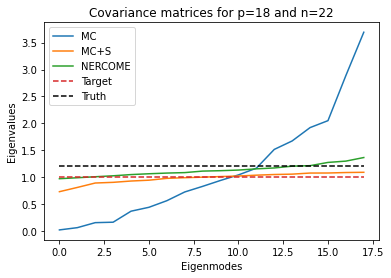 Covariance matrices for p=18 and n=22
MC
MC+S
NERCOME
Target
Truth
Eigenvalues
3.5
3.0
2.5
2.0
1.5
1.0
0.5
0.0
0.0 2.5 5.0 7.5 10.0 12.5 15.0 17.5
Eigenmodes